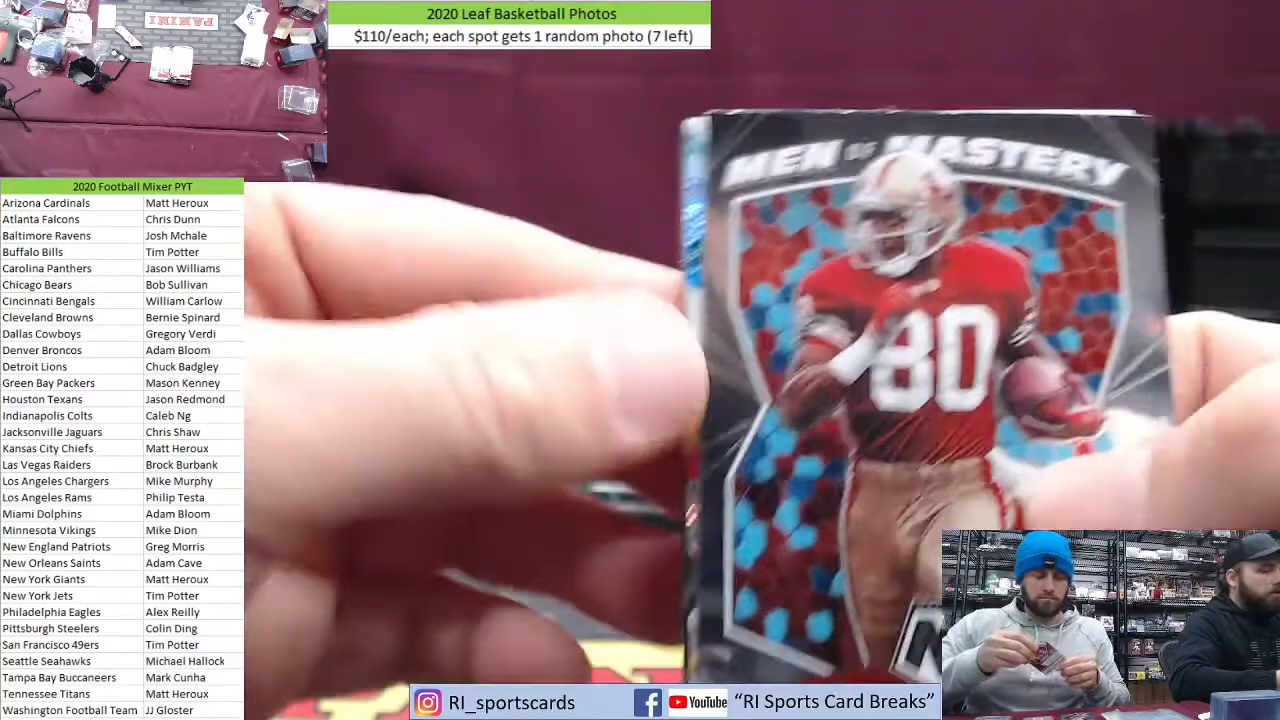 PANINI
2020 Leaf Basketball Photos
$110/each; each spot gets 1 random photo (7 left)
2020 Football Mixer PYT
Arizona Cardinals Matt Heroux
Atlanta Falcons Chris Dunn
Baltimore Ravens Josh Mchale
Buffalo Bills Tim Potter
Carolina Panthers Jason Williams
Chicago Bears Bob Sullivan
Cincinnati Bengals William Carlow
Cleveland Browns Bernie Spinard
Dallas Cowboys Gregory Verdi
Denver Broncos Adam Bloom
Detroit Lions Chuck Badgley
Green Bay Packers Mason Kenney
Houston Texans Jason Redmond
Indianapolis Colts Caleb Ng
Jacksonville Jaguars Chris Shaw
Kansas City Chiefs Matt Heroux
Las Vegas Raiders Brock Burbank
Los Angeles Chargers Mike Murphy
Los Angeles Rams Philip Testa
Miami Dolphins Adam Bloom
Minnesota Vikings Mike Dion
New England Patriots Greg Morris
New Orleans Saints Adam Cave
New York Giants Matt Heroux
New York Jets Tim Potter
Philadelphia Eagles Alex Reilly
Pittsburgh Steelers Colin Ding
San Francisco 49ers Tim Potter
Seattle Seahawks Michael Hallock
Tampa Bay Buccaneers Mark Cunha
Tennessee Titans Matt Heroux
Washington Football Team JJ Gloster
MEN OF MASTERY
80
RI_sportscards
YouTube
"RI Sports Card Breaks"